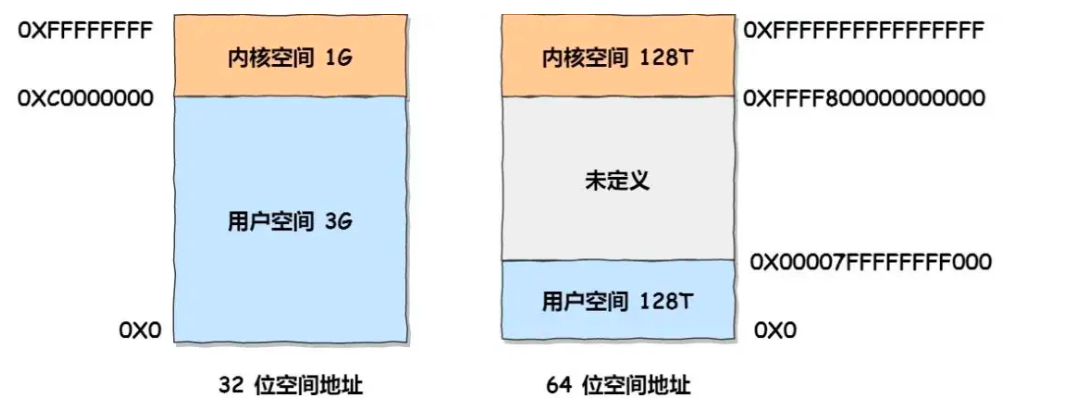 0XFFFFFFFF
内核空间 1G
0XC0000000
用户空间 3G
0X0
32 位空间地址
内核空间 128T
0XFFFFFFFFFFFFFFFF
0XFFFF800000000000
未定义
0X00007FFFFFFFF000
用户空间 128T
0X0
64 位空间地址